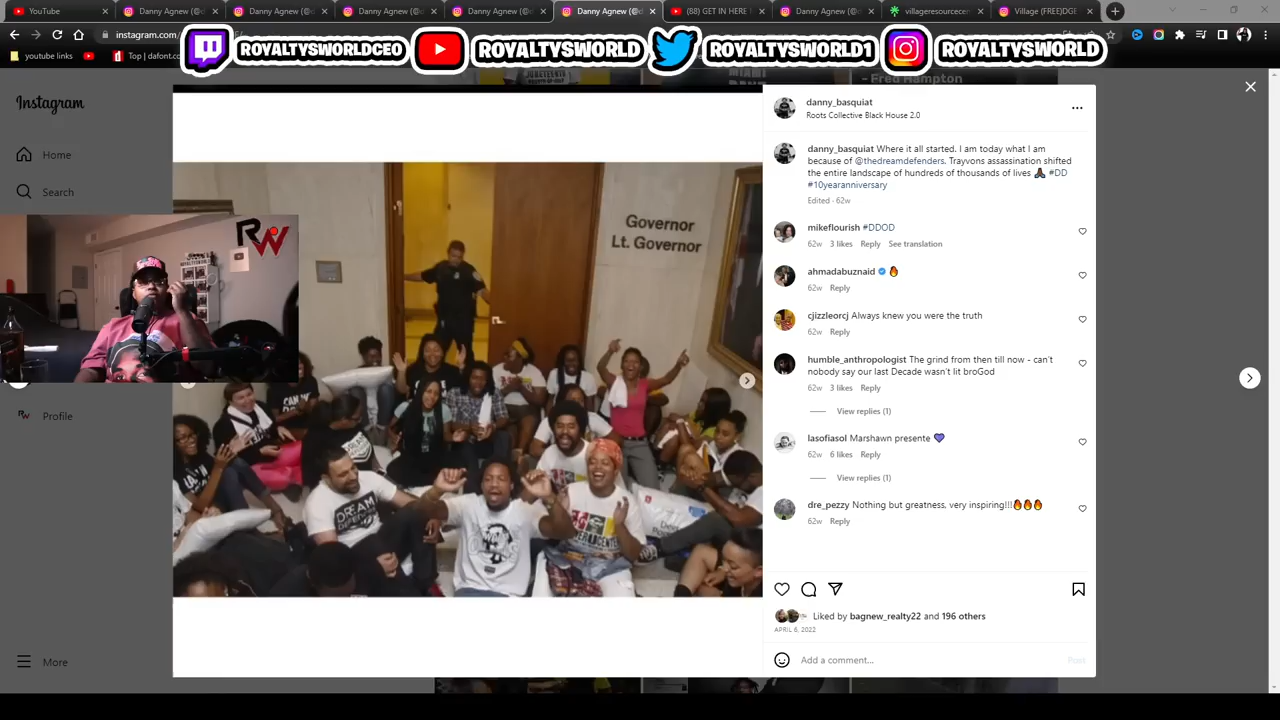 YouTube
Danny Agnew (@d
Danny Agnew (@
Danny Agnew (@
Danny Agnew (@
Danny Agnew (@d
(88) GET IN HERE
Danny Agnew (@d
villageresourcecen
Village (FREE)DGE
instagram.com
ROYALTYSWORLDCEO
ROYALTYSWORLD
ROYALTYSWORLD1
ROYALTYSWORLD
youtube links
Top | dafont.co
– Fred Hampton
Instagram
Home
Search
Profile
More
RW
Governor
Lt. Governor
DREAM
danny_basquiat
Roots Collective Black House 2.0
danny_basquiat Where it all started. I am today what I am
because of @thedreamdefenders. Trayvons assassination shifted
the entire landscape of hundreds of thousands of lives 🙏🏿 #DD
#10yearanniversary
Edited · 62w
mikeflourish #DDOD
62w 3 likes Reply See translation
ahmadabuznaid 🔥
62w Reply
cjizzleorcj Always knew you were the truth
62w Reply
humble_anthropologist The grind from then till now - can't
nobody say our last Decade wasn't lit broGod
62w 3 likes Reply
View replies (1)
lasofiasol Marshawn presente 💜
62w 6 likes Reply
View replies (1)
dre_pezzy Nothing but greatness, very inspiring!!!🔥🔥🔥
62w Reply
Liked by bagnew_realty22 and 196 others
APRIL 6, 2022
Add a comment...
Post